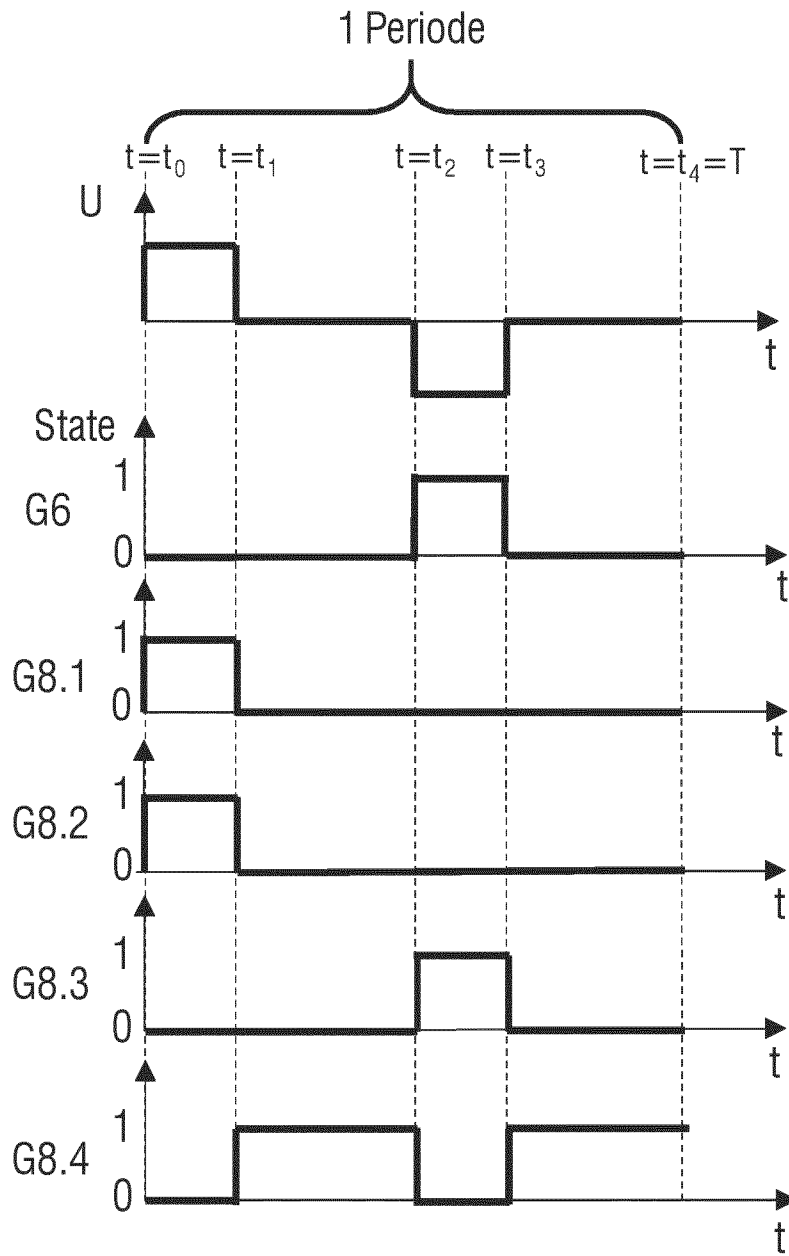 1 Periode
t=t₀ t=t₁ t=t₂ t=t₃ t=t₄=T
U
t
State
1
G6
0
t
1
G8.1
0
t
1
G8.2
0
t
1
G8.3
0
t
1
G8.4
0
t